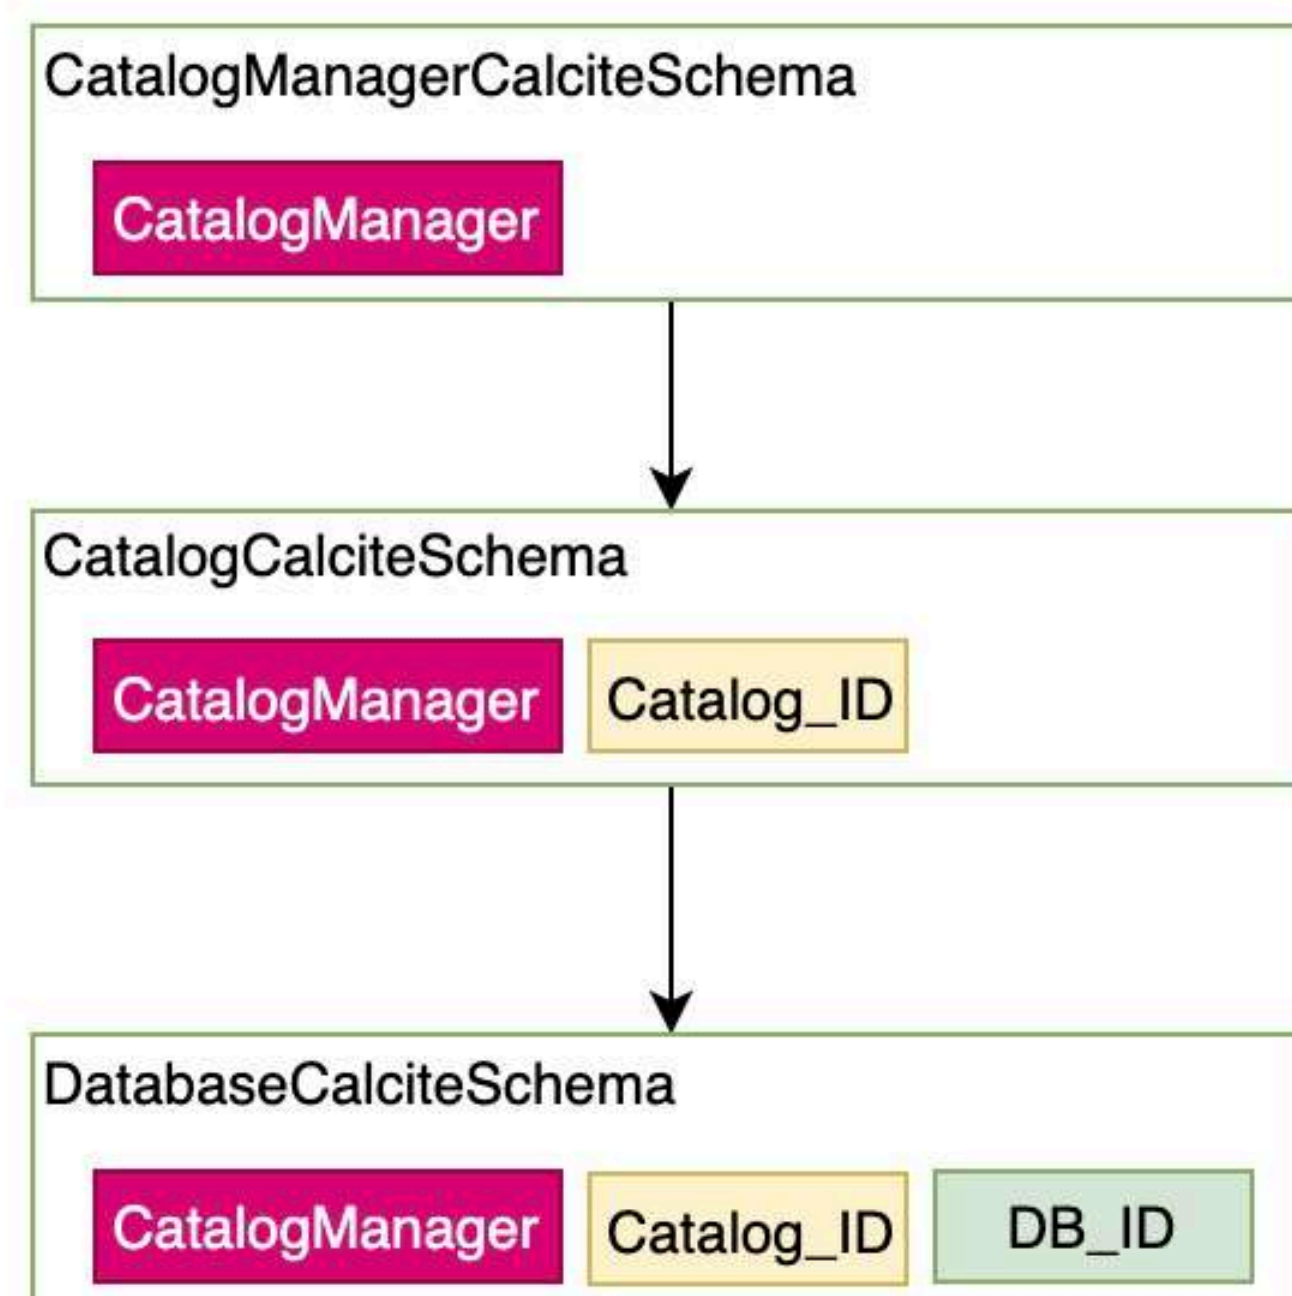 CatalogManagerCalciteSchema
CatalogManager
CatalogCalciteSchema
CatalogManager Catalog_ID
DatabaseCalciteSchema
CatalogManager Catalog_ID DB_ID